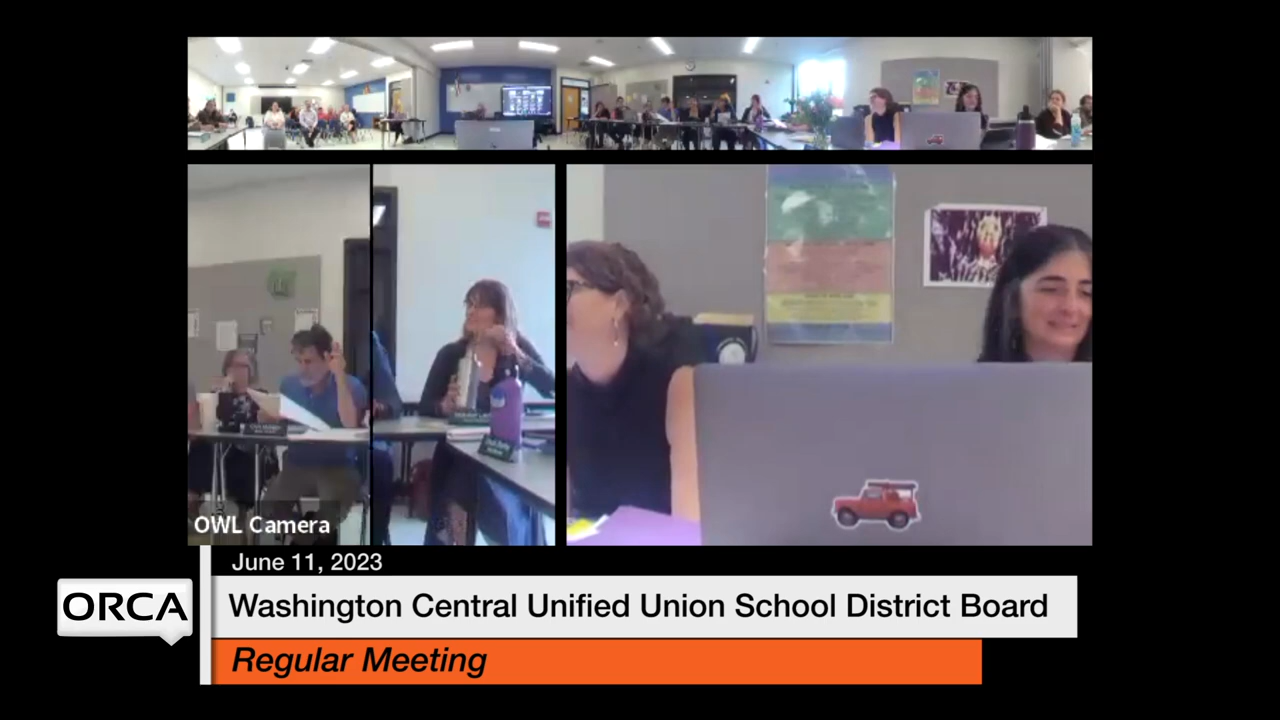 OWL Camera
June 11, 2023
ORCA
Washington Central Unified Union School District Board
Regular Meeting